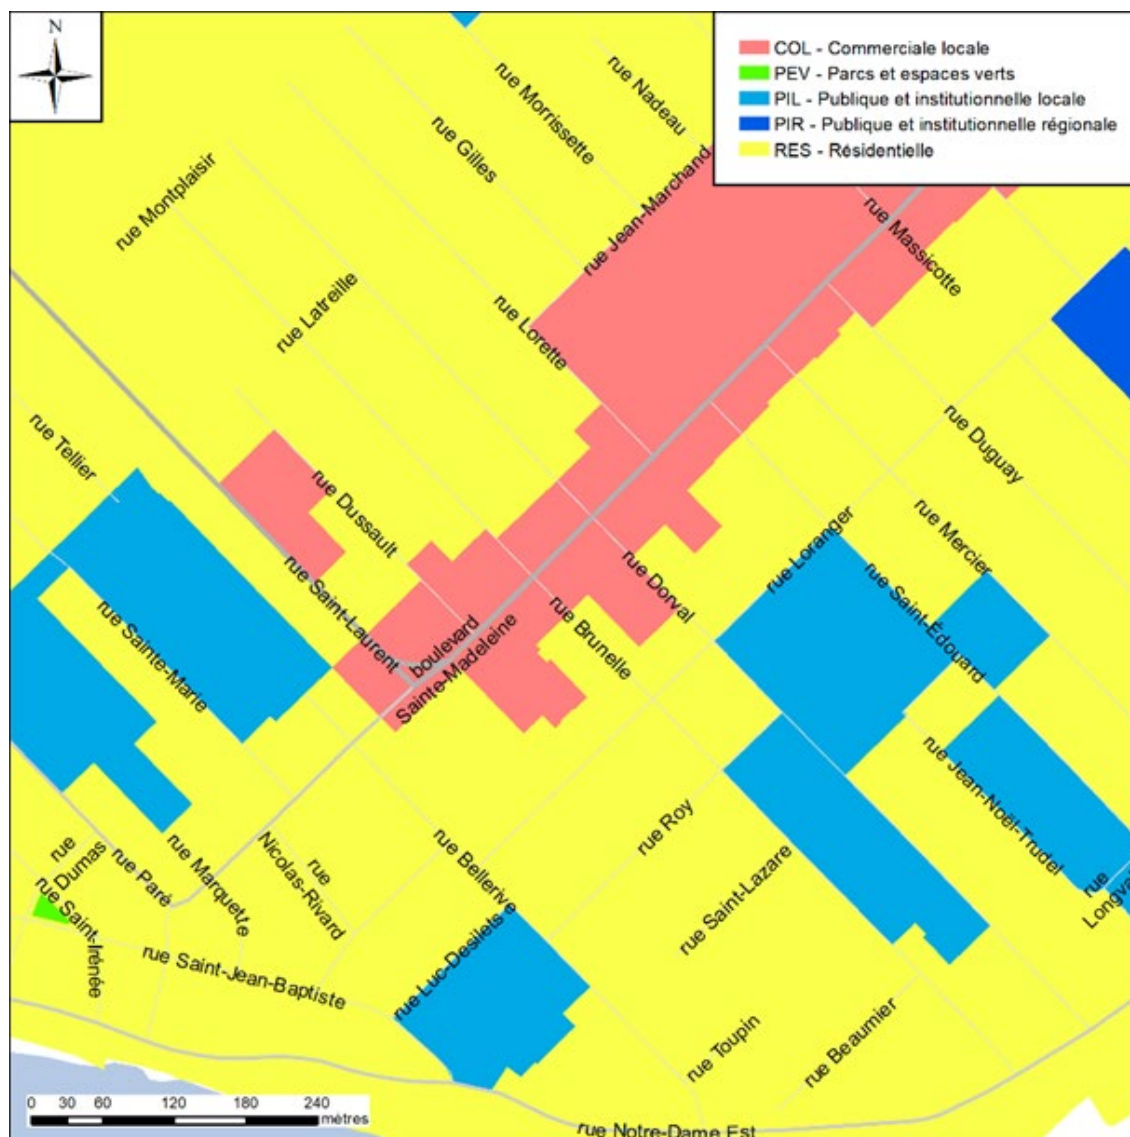 N
COL - Commerciale locale
PEV - Parcs et espaces verts
PIL - Publique et institutionnelle locale
PIR - Publique et institutionnelle régionale
RES - Résidentielle
rue Nadeau
rue Morrissette
rue Gilles
rue Jean-Marchand
rue Montplaisir
rue Massicotte
rue Latreille
rue Lorette
rue Tellier
rue Duguay
rue Dussault
rue Mercier
rue Loranger
rue Saint-Laurent
rue Dorval
rue Saint-Édouard
rue Sainte-Marie
rue Brunelle
boulevard
Sainte-Madeleine
rue Jean-Noël-Trudel
rue Roy
rue Bellerive
rue
Dumas
rue Paré
rue Marquette
rue
Nicolas-Rivard
rue Saint-Lazare
rue
rue Saint-Irénée
rue Saint-Jean-Baptiste
rue Luc-Desilets
rue Toupin
rue Beaumier
0 30 60 120 180 240
mètres
rue Notre-Dame Est